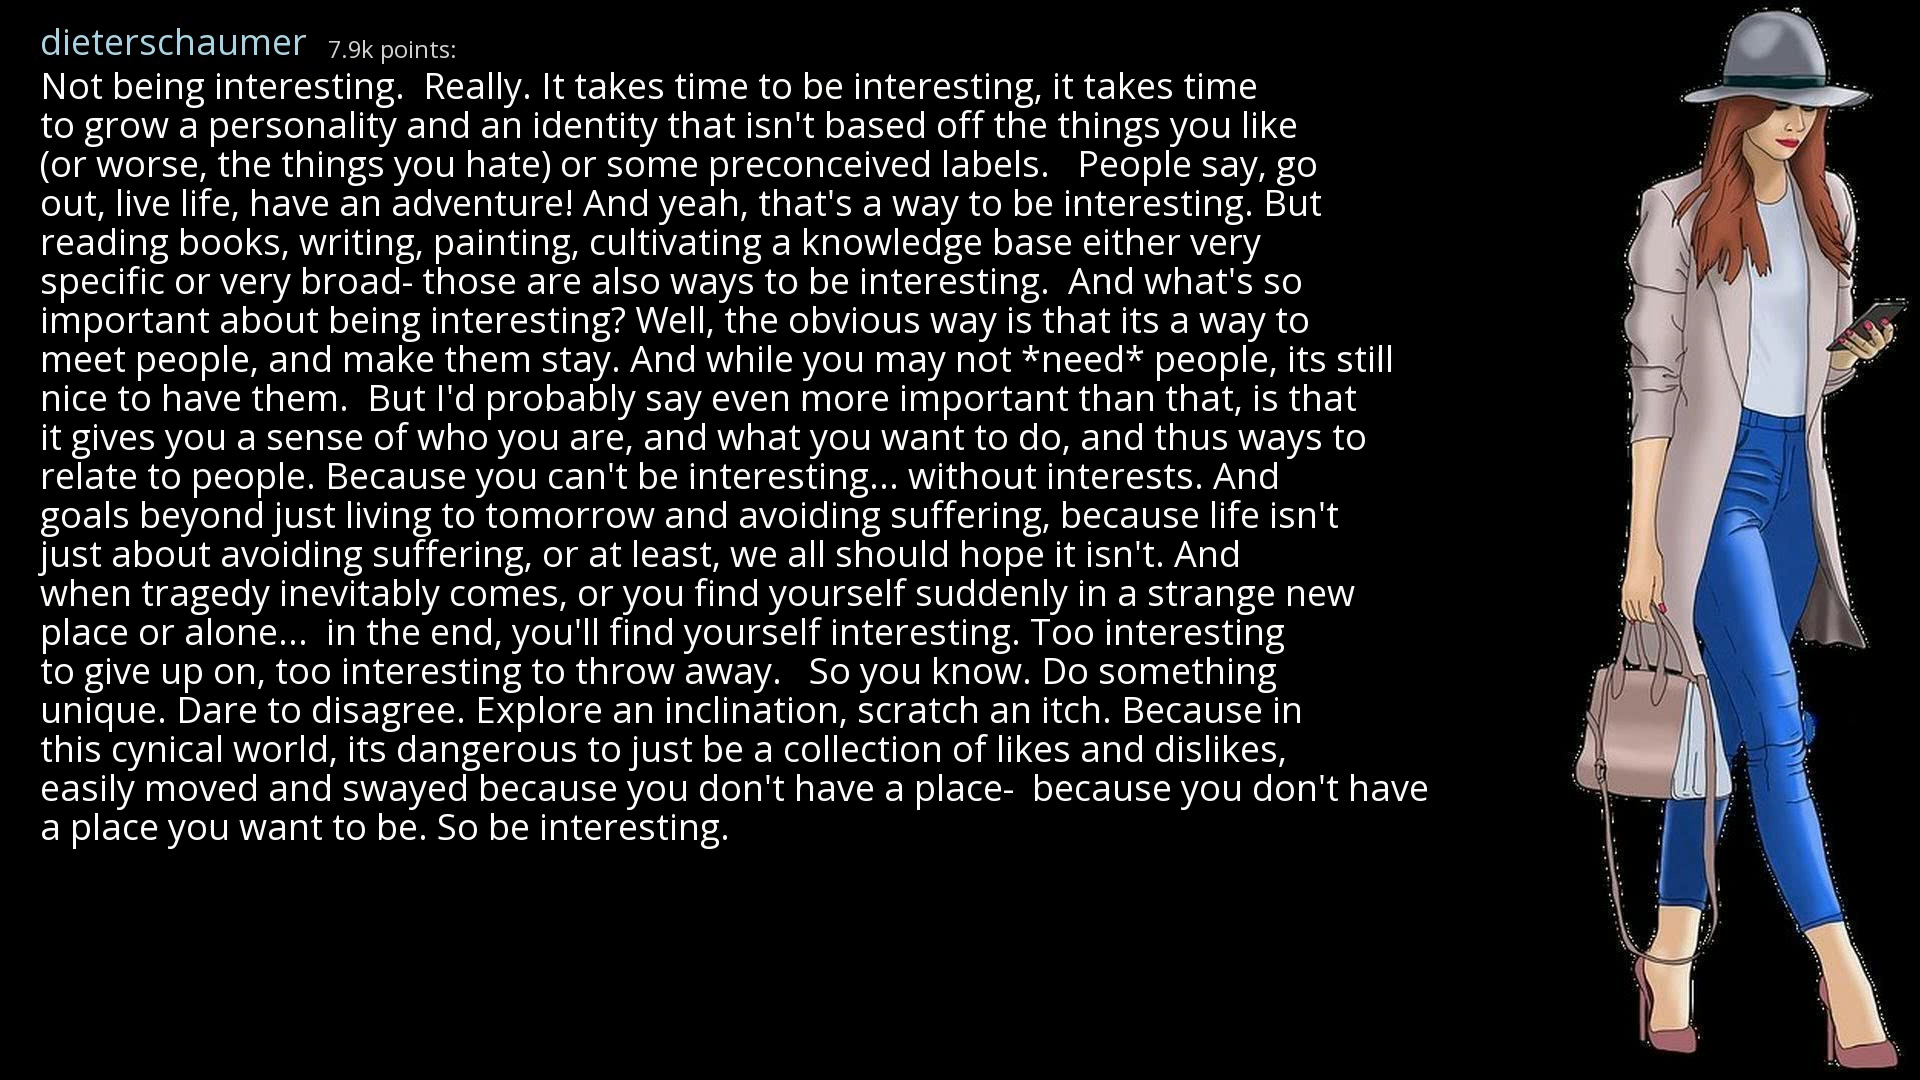 dieterschaumer 7.9k points:
Not being interesting.  Really. It takes time to be interesting, it takes time
to grow a personality and an identity that isn't based off the things you like
(or worse, the things you hate) or some preconceived labels.   People say, go
out, live life, have an adventure! And yeah, that's a way to be interesting. But
reading books, writing, painting, cultivating a knowledge base either very
specific or very broad- those are also ways to be interesting.  And what's so
important about being interesting? Well, the obvious way is that its a way to
meet people, and make them stay. And while you may not *need* people, its still
nice to have them.  But I'd probably say even more important than that, is that
it gives you a sense of who you are, and what you want to do, and thus ways to
relate to people. Because you can't be interesting... without interests. And
goals beyond just living to tomorrow and avoiding suffering, because life isn't
just about avoiding suffering, or at least, we all should hope it isn't. And
when tragedy inevitably comes, or you find yourself suddenly in a strange new
place or alone...  in the end, you'll find yourself interesting. Too interesting
to give up on, too interesting to throw away.   So you know. Do something
unique. Dare to disagree. Explore an inclination, scratch an itch. Because in
this cynical world, its dangerous to just be a collection of likes and dislikes,
easily moved and swayed because you don't have a place-  because you don't have
a place you want to be. So be interesting.